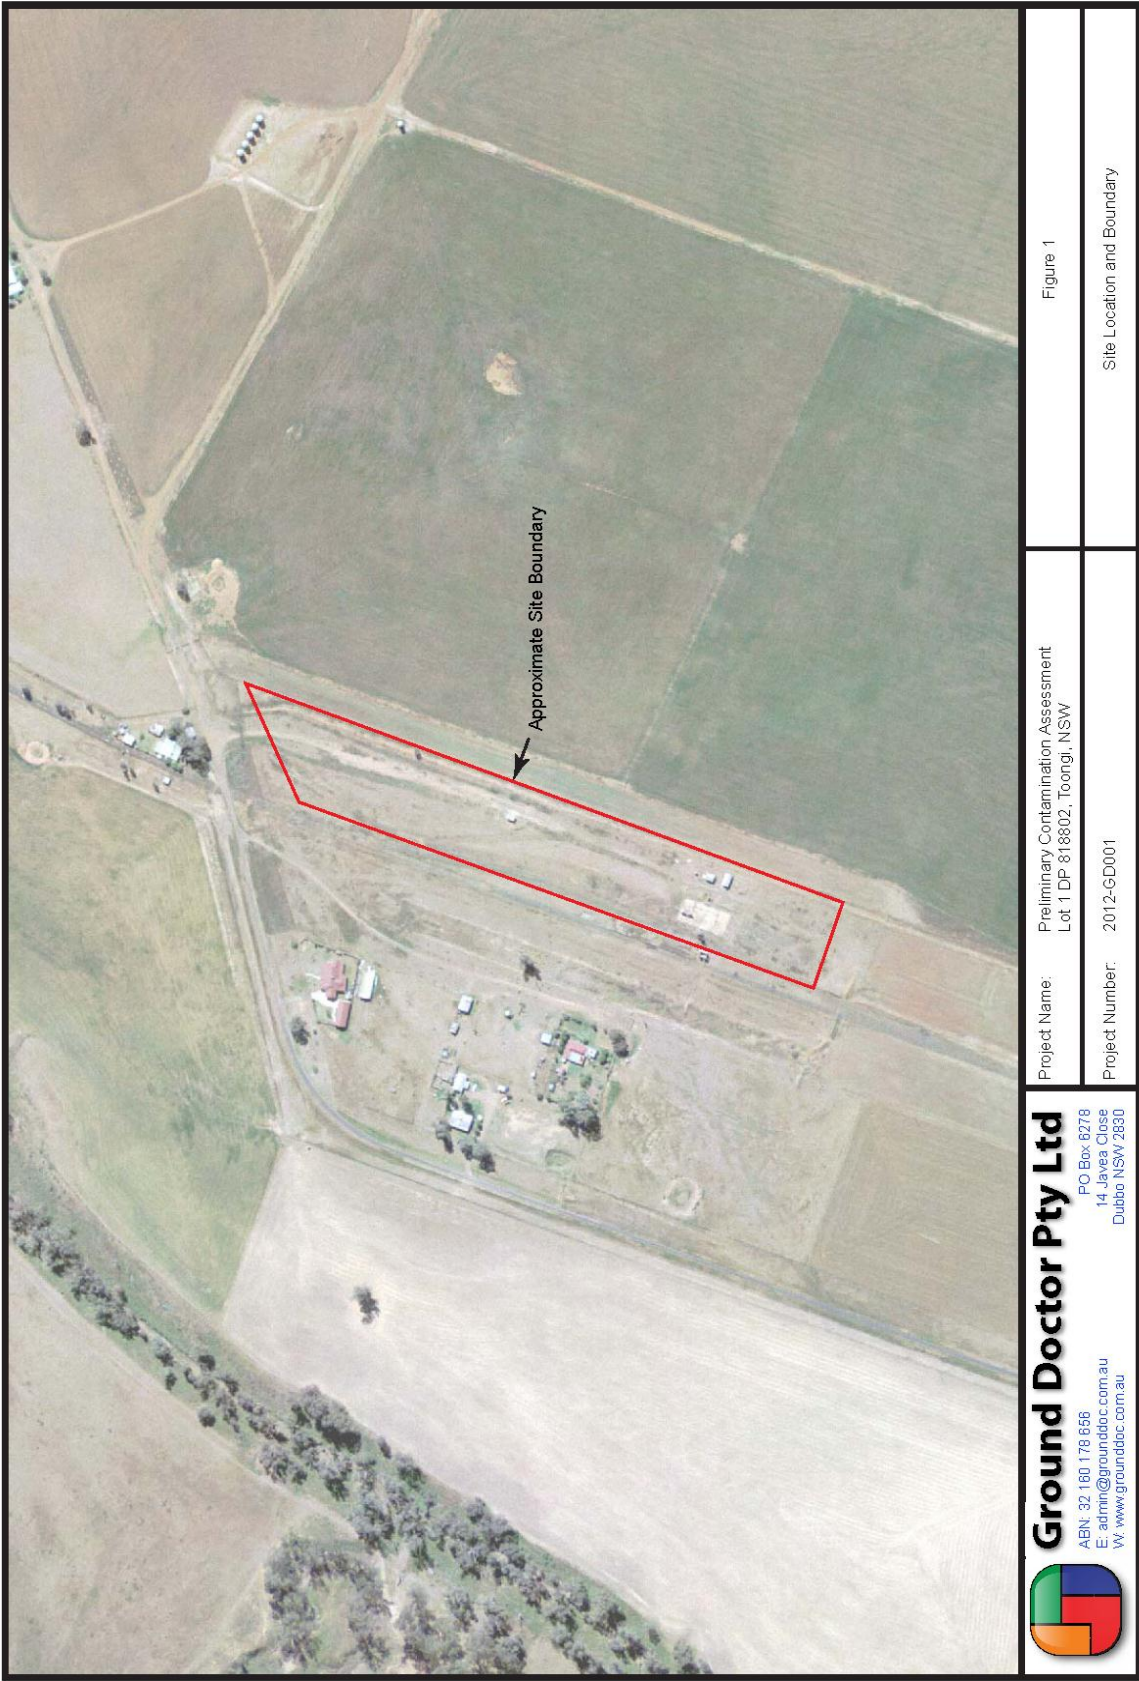 Approximate Site Boundary
Ground Doctor Pty Ltd
ABN: 32 160 178 656
E: admin@grounddoc.com.au
W: www.grounddoc.com.au
PO Box 6278
14 Javea Close
Dubbo NSW 2830
Project Name: Preliminary Contamination Assessment
Lot 1 DP 818802, Toongi, NSW
Project Number: 2012-GD001
Figure 1
Site Location and Boundary